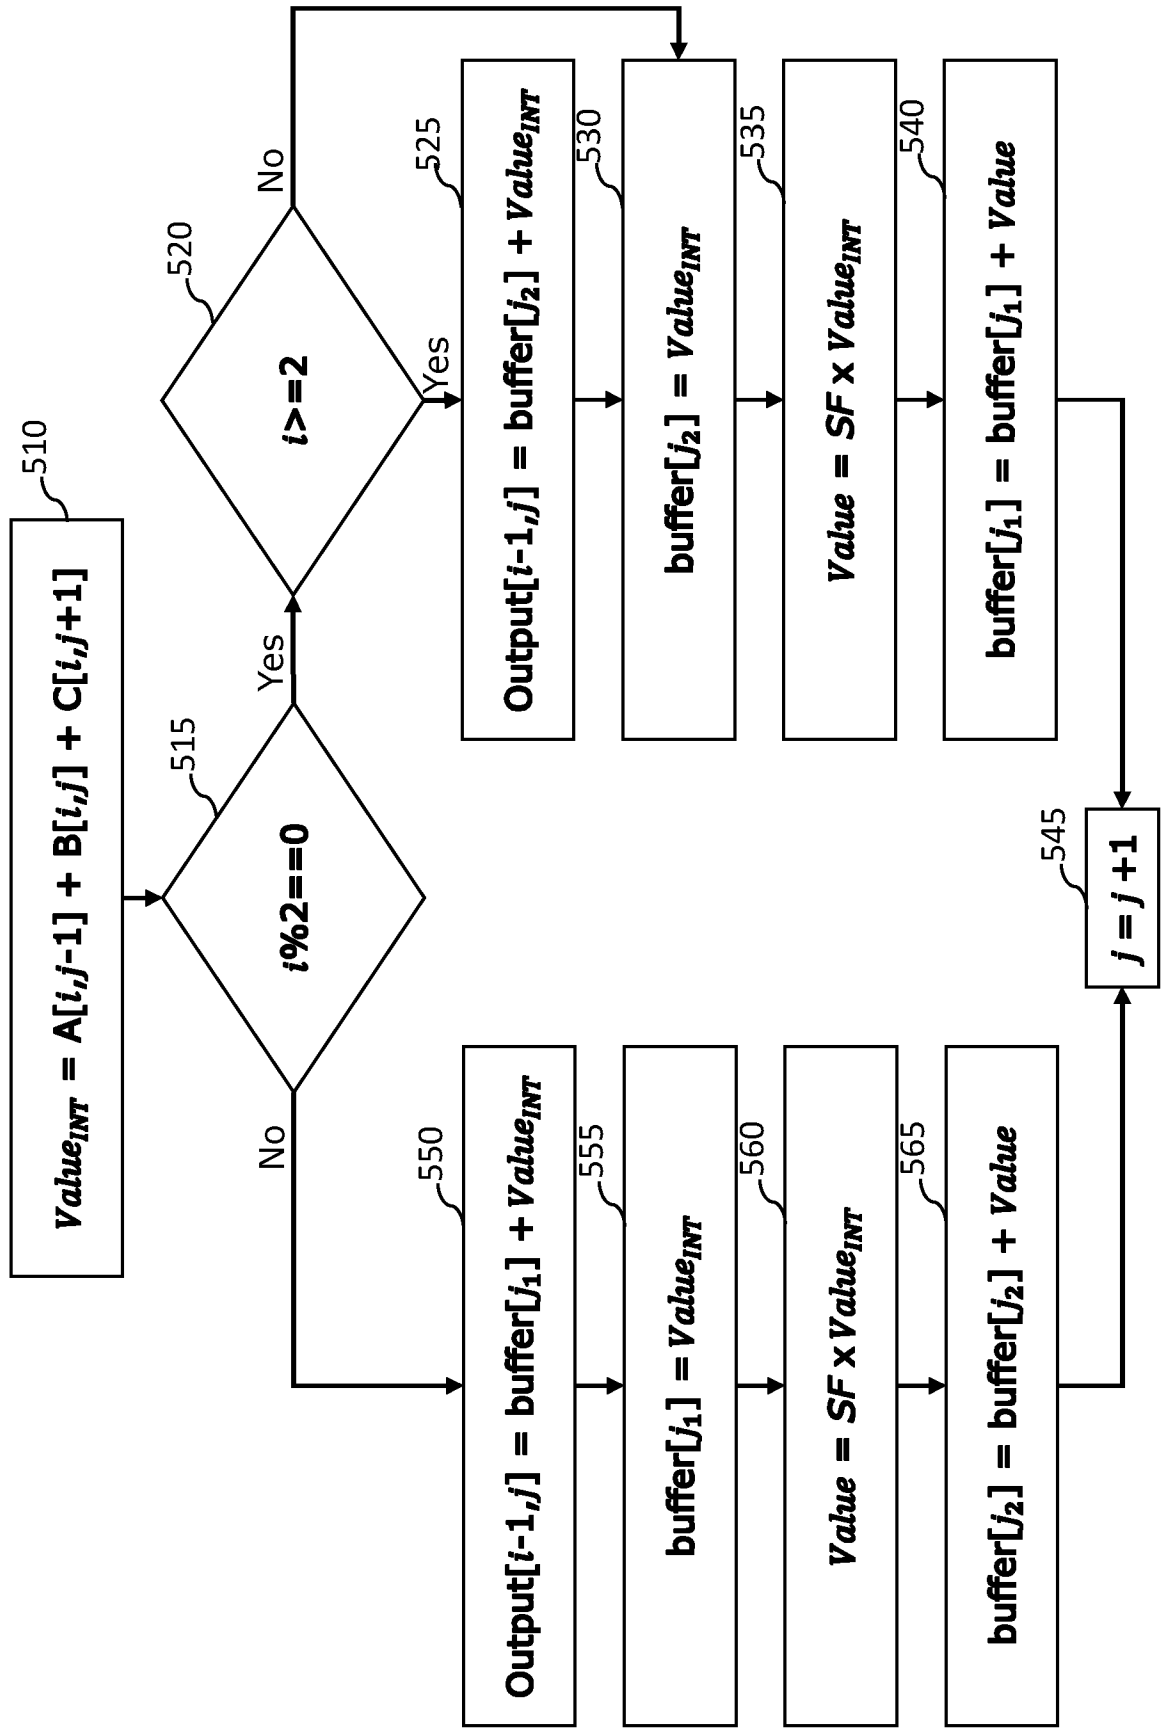 510
Value_INT = A[i,j-1] + B[i,j] + C[i,j+1]
515
i%2==0
Yes
No
520
i>=2
Yes
No
525
Output[i-1,j] = buffer[j₂] + Value_INT
530
buffer[j₂] = Value_INT
535
Value = SF x Value_INT
540
buffer[j₁] = buffer[j₁] + Value
550
Output[i-1,j] = buffer[j₁] + Value_INT
555
buffer[j₁] = Value_INT
560
Value = SF x Value_INT
565
buffer[j₂] = buffer[j₂] + Value
545
j = j +1